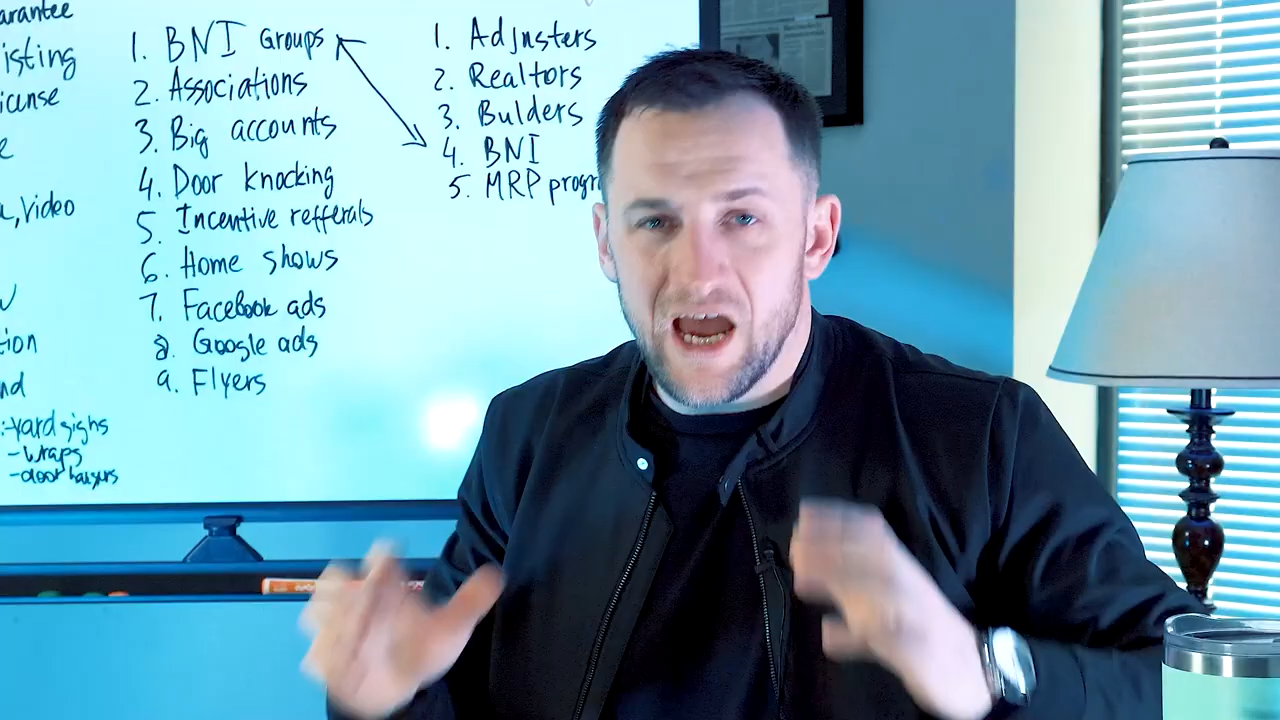 arantee
isting
icense
e
, Video
tion
nd
-yard sighs
-wraps
-door hangers
1. BNI Groups
2. Associations
3. Big accounts
4. Door knocking
5. Incentive refferals
6. Home shows
7. Facebook ads
8. Google ads
9. Flyers
1. Adjusters
2. Realtors
3. Bulders
4. BNI
5. MRP progr